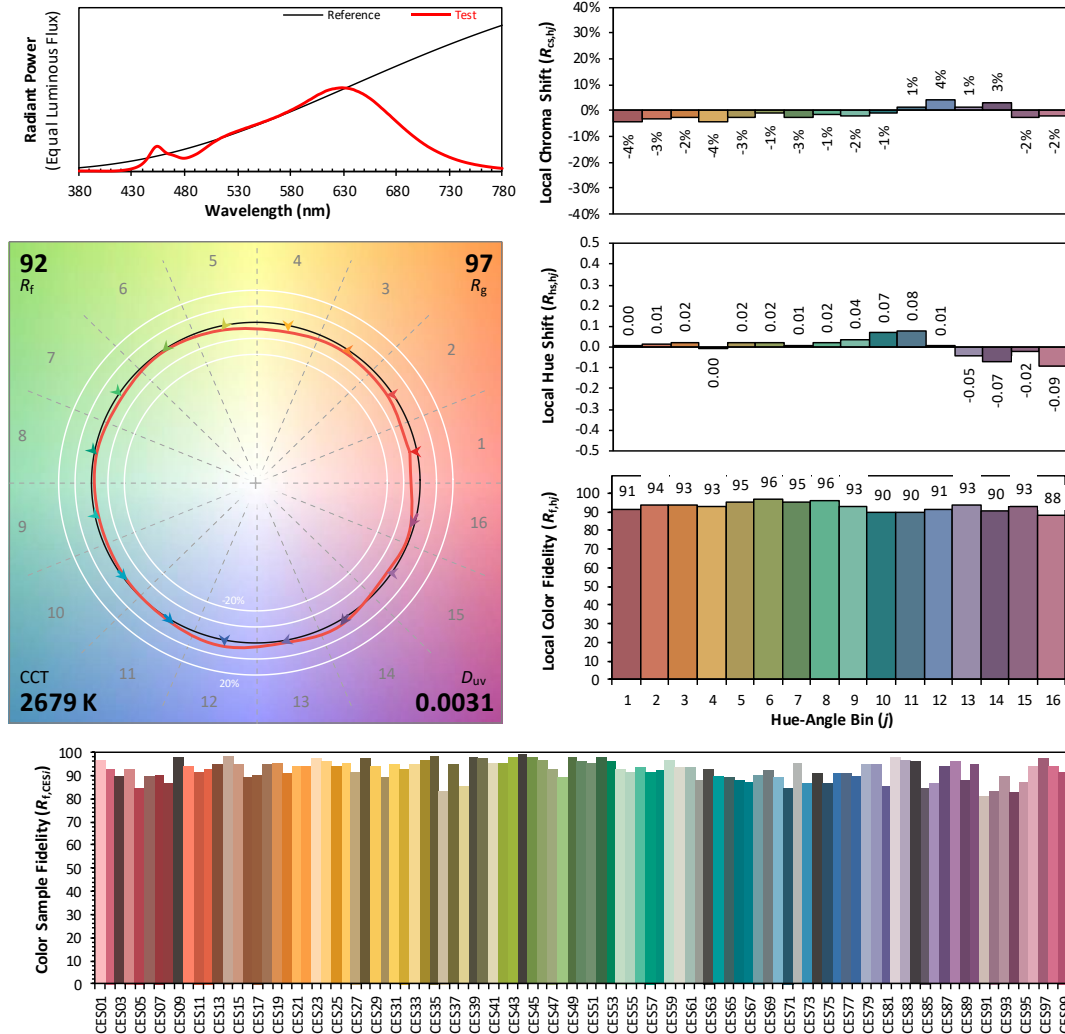 Reference
Test
Radiant Power
(Equal Luminous Flux)
380
430
480
530
580
630
680
730
780
Wavelength (nm)
Local Chroma Shift (Rcs,hj)
40%
30%
20%
10%
0%
-10%
-20%
-30%
-40%
-4%
-3%
-2%
-4%
-3%
-1%
-3%
-1%
-2%
-1%
1%
4%
1%
3%
-2%
-2%
92
Rf
97
Rg
5
4
6
3
7
2
8
1
9
16
10
15
11
14
12
13
-20%
20%
CCT
2679 K
Duv
0.0031
Local Hue Shift (Rhs,hj)
0.5
0.4
0.3
0.2
0.1
0.0
-0.1
-0.2
-0.3
-0.4
-0.5
0.00
0.01
0.02
0.00
0.02
0.02
0.01
0.02
0.04
0.07
0.08
0.01
-0.05
-0.07
-0.02
-0.09
Local Color Fidelity (Rf,hj)
100
90
80
70
60
50
40
30
20
10
0
91
94
93
93
95
96
95
96
93
90
90
91
93
90
93
88
1
2
3
4
5
6
7
8
9
10
11
12
13
14
15
16
Hue-Angle Bin (j)
Color Sample Fidelity (Rf,CESi)
100
90
80
70
60
50
40
30
20
10
0
CES01
CES03
CES05
CES07
CES09
CES11
CES13
CES15
CES17
CES19
CES21
CES23
CES25
CES27
CES29
CES31
CES33
CES35
CES37
CES39
CES41
CES43
CES45
CES47
CES49
CES51
CES53
CES55
CES57
CES59
CES61
CES63
CES65
CES67
CES69
CES71
CES73
CES75
CES77
CES79
CES81
CES83
CES85
CES87
CES89
CES91
CES93
CES95
CES97
CES99